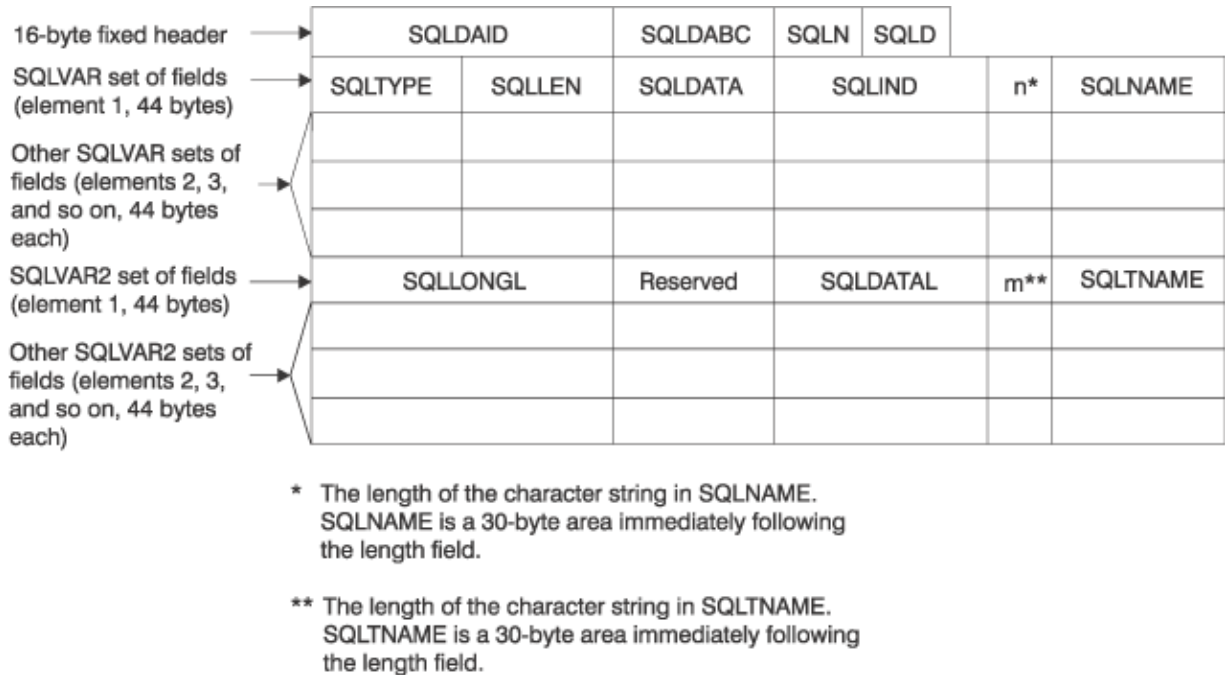 16-byte fixed header SQLDAID SQLDABC SQLN SQLD
SQLVAR set of fields
(element 1, 44 bytes)
SQLTYPE SQLLEN SQLDATA SQLIND n* SQLNAME
Other SQLVAR sets of
fields (elements 2, 3,
and so on, 44 bytes
each)
SQLVAR2 set of fields
(element 1, 44 bytes)
SQLLONGL Reserved SQLDATAL m** SQLTNAME
Other SQLVAR2 sets of
fields (elements 2, 3,
and so on, 44 bytes
each)
* The length of the character string in SQLNAME.
SQLNAME is a 30-byte area immediately following
the length field.
** The length of the character string in SQLTNAME.
SQLTNAME is a 30-byte area immediately following
the length field.